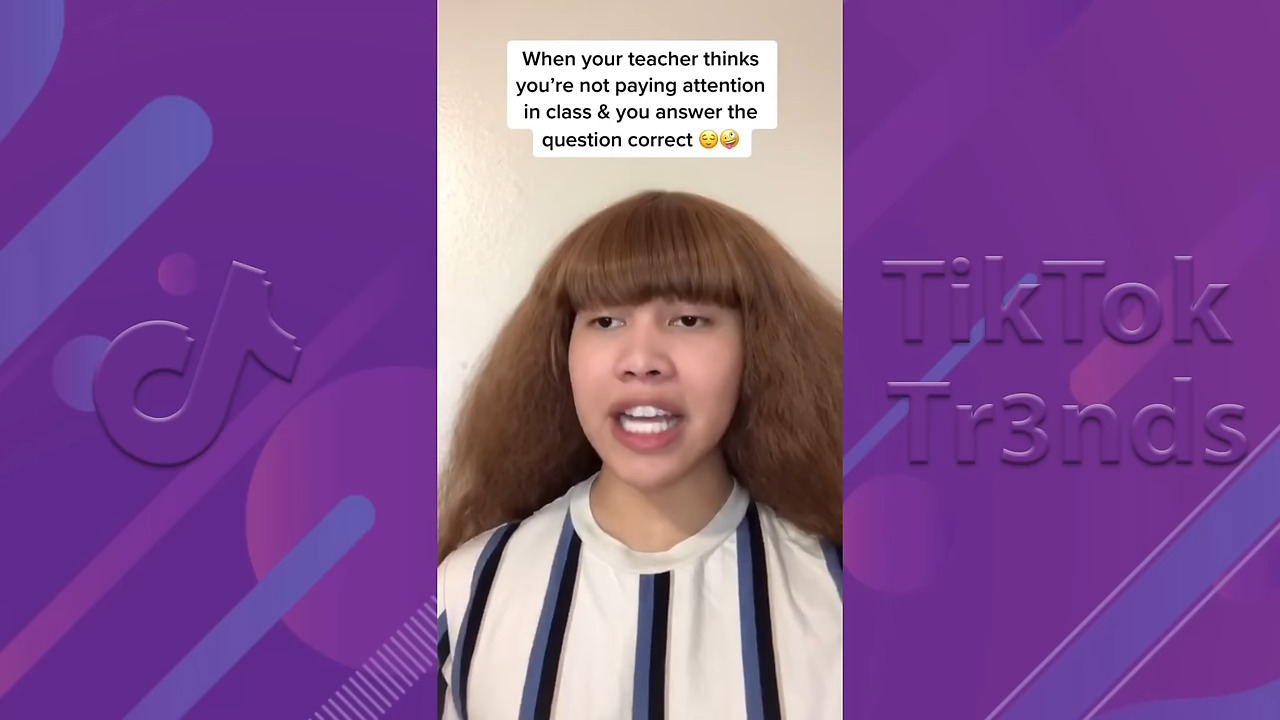 When your teacher thinks
you’re not paying attention
in class & you answer the
question correct 😌🤪
TikTok
Tr3nds